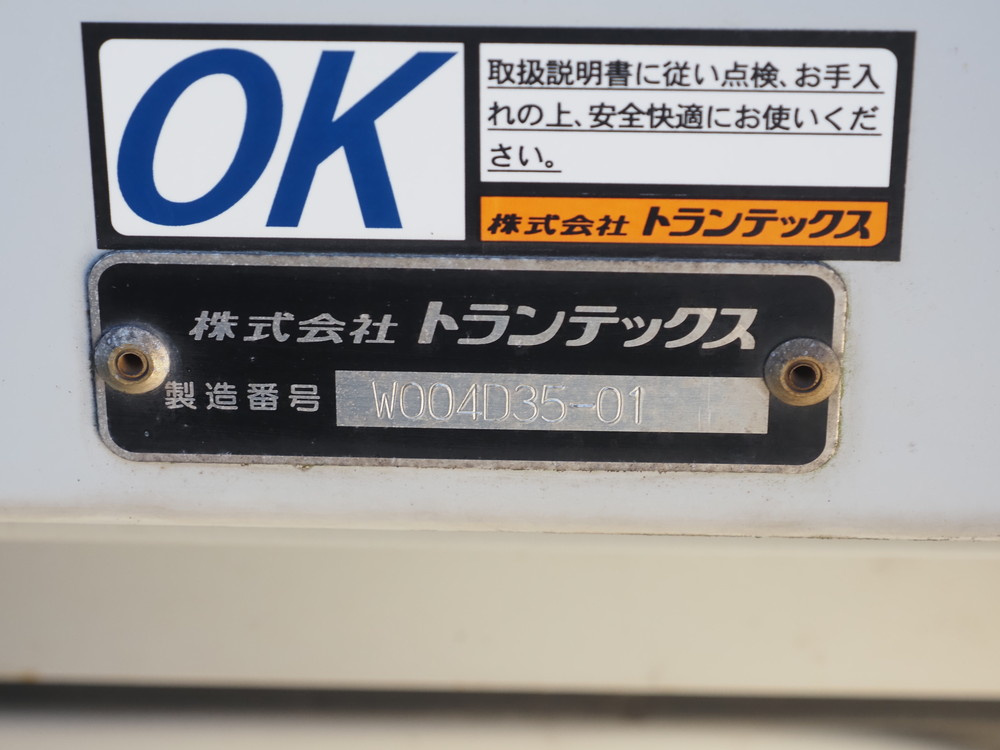 OK
取扱説明書に従い点検、お手入
れの上、安全快適にお使いくだ
さい。
株式会社 トランテックス
株式会社 トランテックス
製造番号 W004D35-01